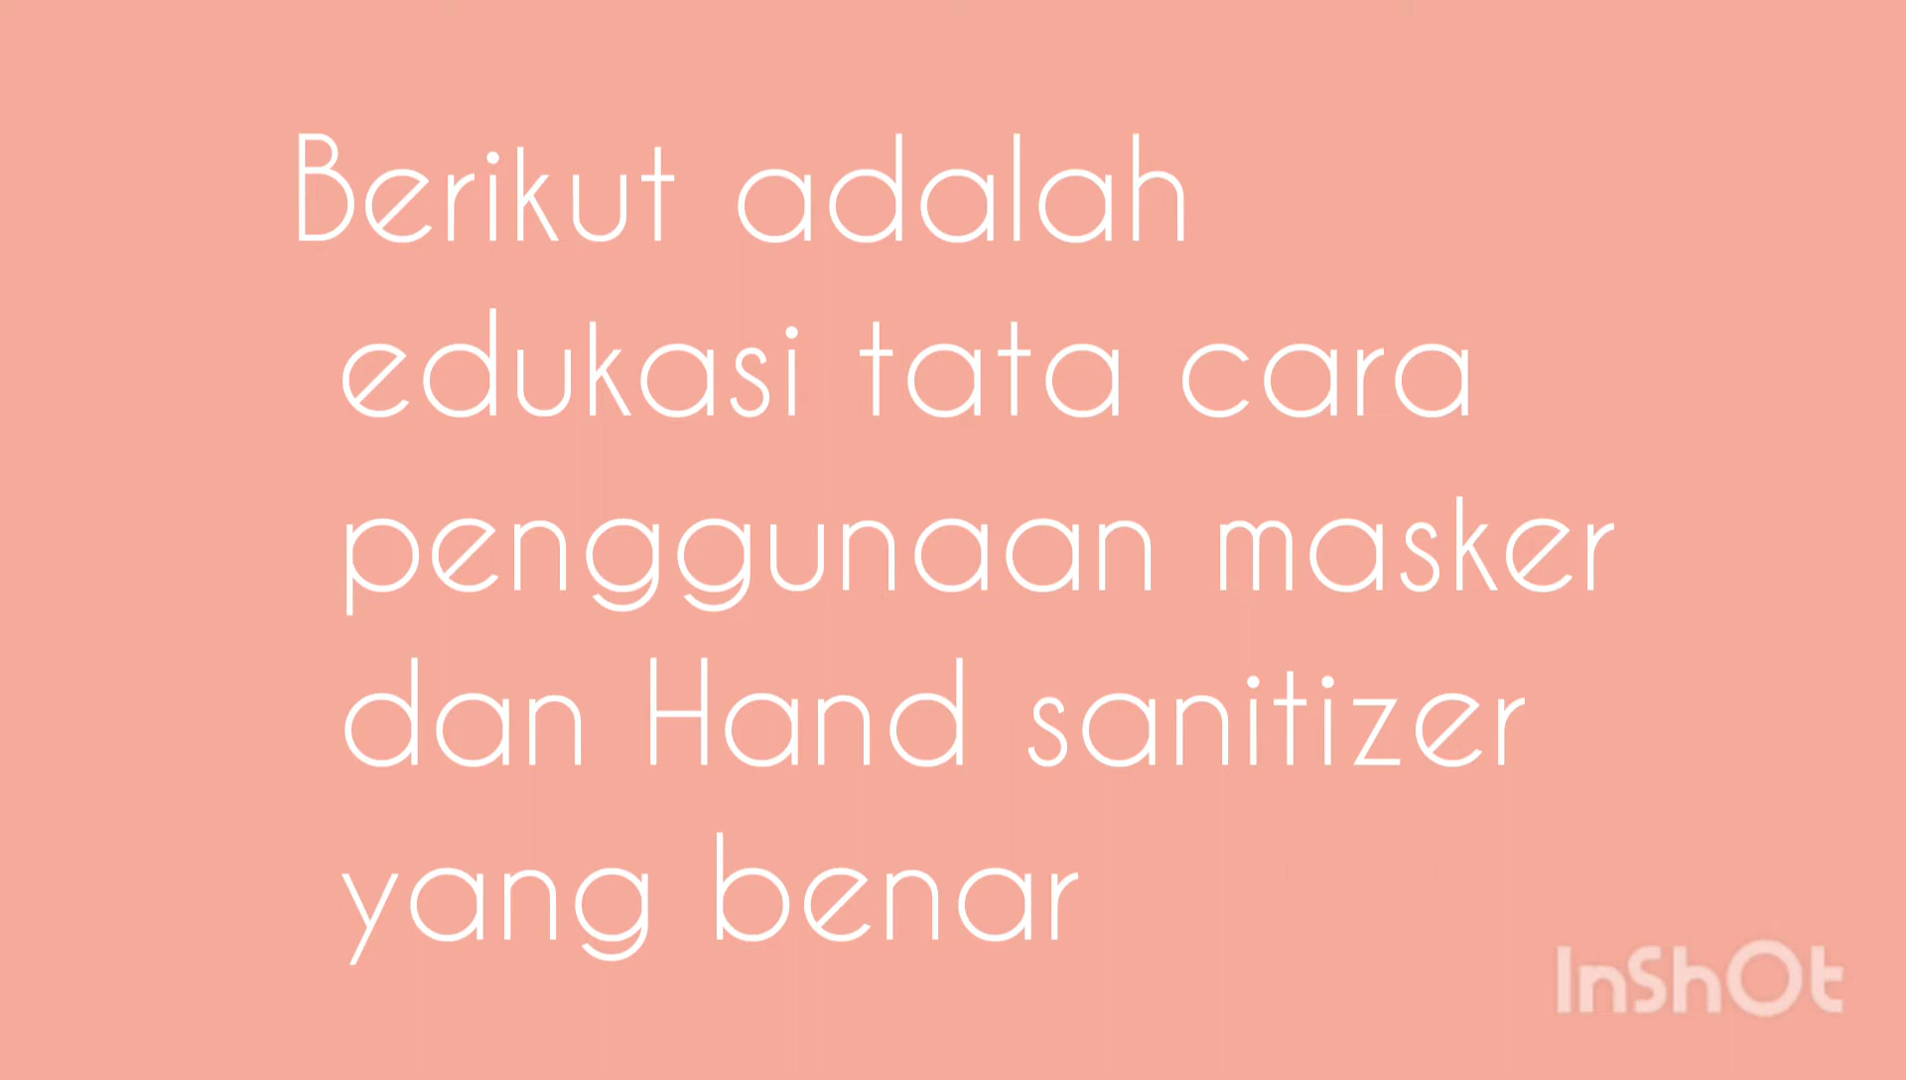 Berikut adalah
edukasi tata cara
penggunaan masker
dan Hand sanitizer
yang benar
InShOt